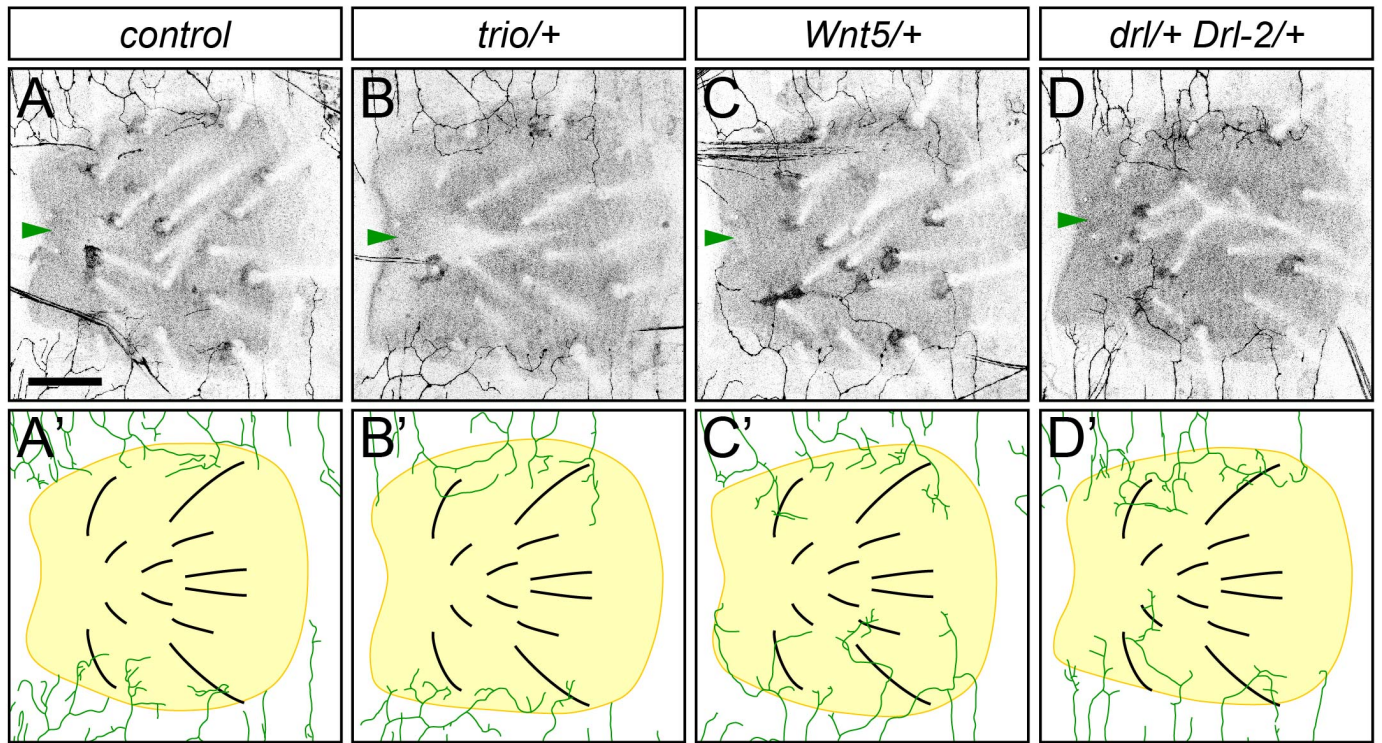 control trio/+ Wnt5/+ drl/+ Drl-2/+
A B C D
A’ B’ C’ D’